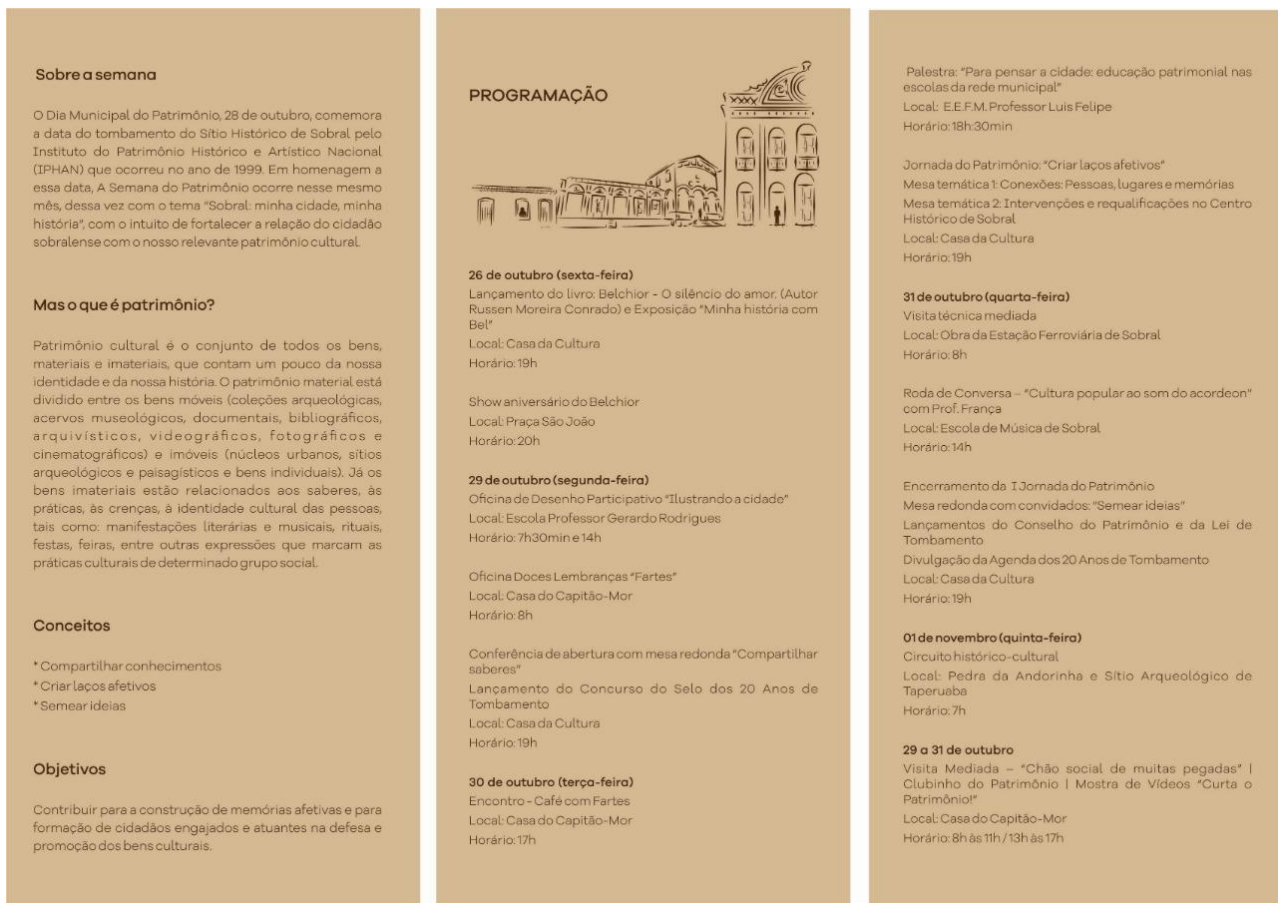 Sobre a semana
O Dia Municipal do Patrimônio, 28 de outubro, comemora
a data do tombamento do Sítio Histórico de Sobral pelo
Instituto do Patrimônio Histórico e Artístico Nacional
(IPHAN) que ocorreu no ano de 1999. Em homenagem a
essa data, A Semana do Patrimônio ocorre nesse mesmo
mês, dessa vez com o tema "Sobral: minha cidade, minha
história", com o intuito de fortalecer a relação do cidadão
sobralense com o nosso relevante patrimônio cultural.
Mas o que é patrimônio?
Patrimônio cultural é o conjunto de todos os bens,
materiais e imateriais, que contam um pouco da nossa
identidade e da nossa história. O patrimônio material está
dividido entre os bens móveis (coleções arqueológicas,
acervos museológicos, documentais, bibliográficos,
arquivísticos, videográficos, fotográficos e
cinematográficos) e imóveis (núcleos urbanos, sítios
arqueológicos e paisagísticos e bens individuais). Já os
bens imateriais estão relacionados aos saberes, às
práticas, às crenças, à identidade cultural das pessoas,
tais como: manifestações literárias e musicais, rituais,
festas, feiras, entre outras expressões que marcam as
práticas culturais de determinado grupo social.
Conceitos
* Compartilhar conhecimentos
* Criar laços afetivos
* Semear ideias
Objetivos
Contribuir para a construção de memórias afetivas e para
formação de cidadãos engajados e atuantes na defesa e
promoção dos bens culturais.
PROGRAMAÇÃO
26 de outubro (sexta-feira)
Lançamento do livro: Belchior - O silêncio do amor. (Autor
Russen Moreira Conrado) e Exposição "Minha história com
Bel"
Local: Casa da Cultura
Horário: 19h
Show aniversário do Belchior
Local: Praça São João
Horário: 20h
29 de outubro (segunda-feira)
Oficina de Desenho Participativo "Ilustrando a cidade"
Local: Escola Professor Gerardo Rodrigues
Horário: 7h30min e 14h
Oficina Doces Lembranças "Fartes"
Local: Casa do Capitão-Mor
Horário: 8h
Conferência de abertura com mesa redonda "Compartilhar
saberes"
Lançamento do Concurso do Selo dos 20 Anos de
Tombamento
Local: Casa da Cultura
Horário: 19h
30 de outubro (terça-feira)
Encontro - Café com Fartes
Local: Casa do Capitão-Mor
Horário: 17h
Palestra: "Para pensar a cidade: educação patrimonial nas
escolas da rede municipal"
Local: E.E.F.M. Professor Luis Felipe
Horário: 18h:30min
Jornada do Patrimônio: "Criar laços afetivos"
Mesa temática 1: Conexões: Pessoas, lugares e memórias
Mesa temática 2: Intervenções e requalificações no Centro
Histórico de Sobral
Local: Casa da Cultura
Horário: 19h
31 de outubro (quarta-feira)
Visita técnica mediada
Local: Obra da Estação Ferroviária de Sobral
Horário: 8h
Roda de Conversa – "Cultura popular ao som do acordeon"
com Prof. França
Local: Escola de Música de Sobral
Horário: 14h
Encerramento da I Jornada do Patrimônio
Mesa redonda com convidados: "Semear ideias"
Lançamentos do Conselho do Patrimônio e da Lei de
Tombamento
Divulgação da Agenda dos 20 Anos de Tombamento
Local: Casa da Cultura
Horário: 19h
01 de novembro (quinta-feira)
Circuito histórico-cultural
Local: Pedra da Andorinha e Sítio Arqueológico de
Taperuaba
Horário: 7h
29 a 31 de outubro
Visita Mediada – "Chão social de muitas pegadas" |
Clubinho do Patrimônio | Mostra de Vídeos "Curta o
Patrimônio!"
Local: Casa do Capitão-Mor
Horário: 8h às 11h / 13h às 17h